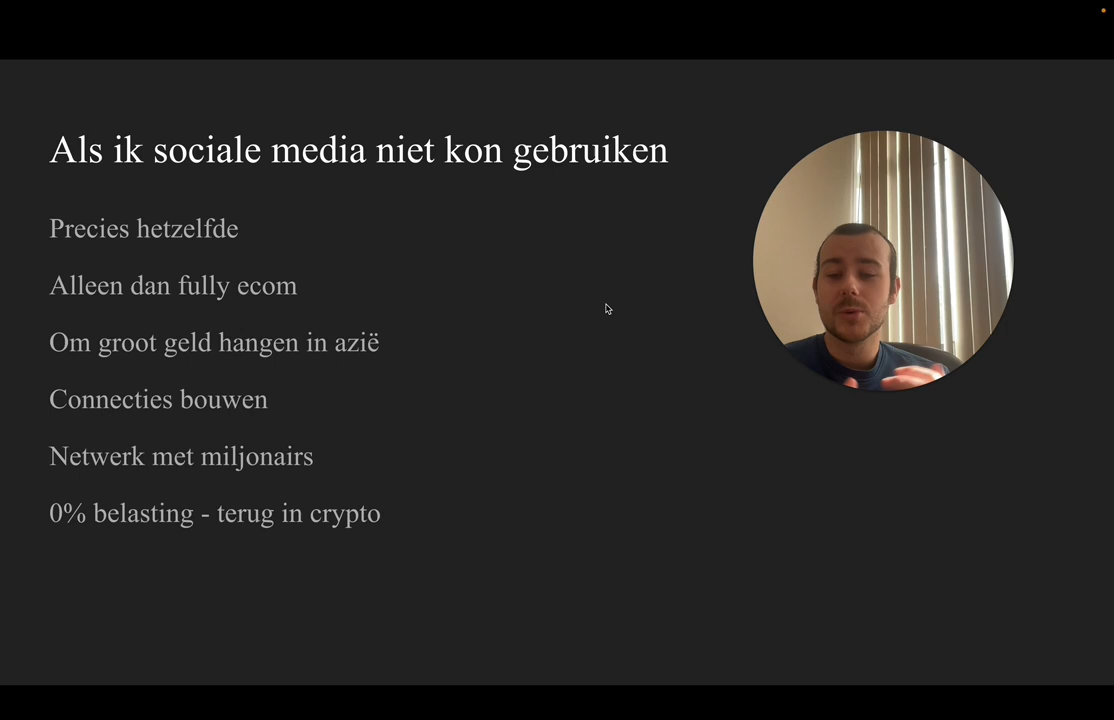 Als ik sociale media niet kon gebruiken
Precies hetzelfde
Alleen dan fully ecom
Om groot geld hangen in azië
Connecties bouwen
Netwerk met miljonairs
0% belasting - terug in crypto